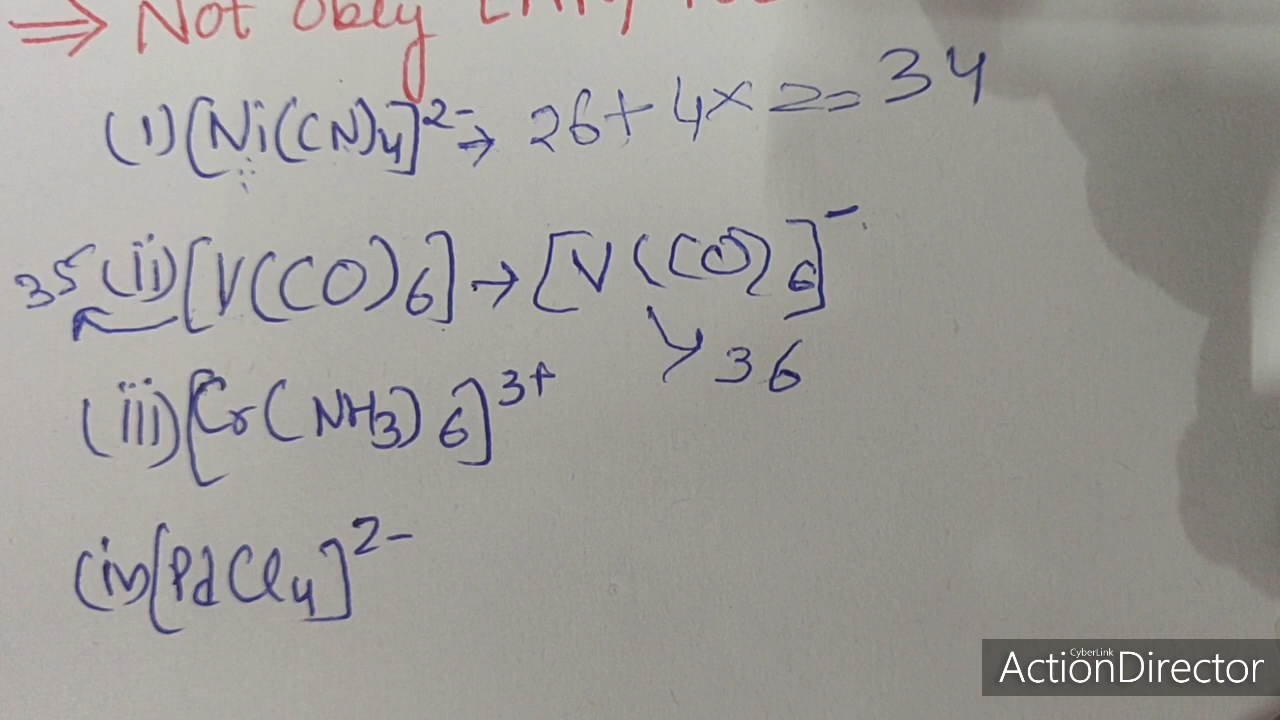 ⇒ Not Obey
(i) [Ni(CN)4]²⁻ → 26 + 4 × 2 = 34
35 (ii) [V(CO)6] → [V(CO)6]⁻
36
(iii) [Cr(NH3)6]³⁺
(iv) [PdCl4]²⁻
CyberLink
ActionDirector